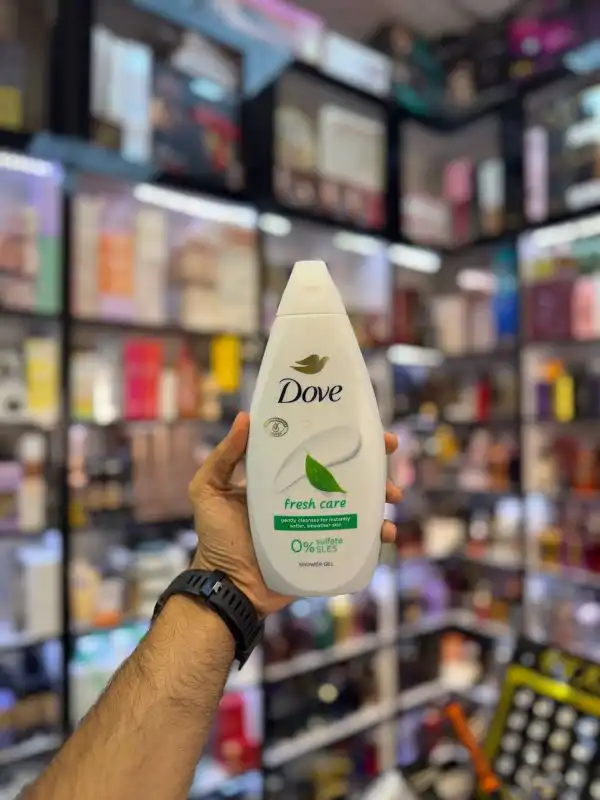 Dove
fresh care
gently cleanses for instantly
softer, smoother skin
0% sulfate
SLES
SHOWER GEL